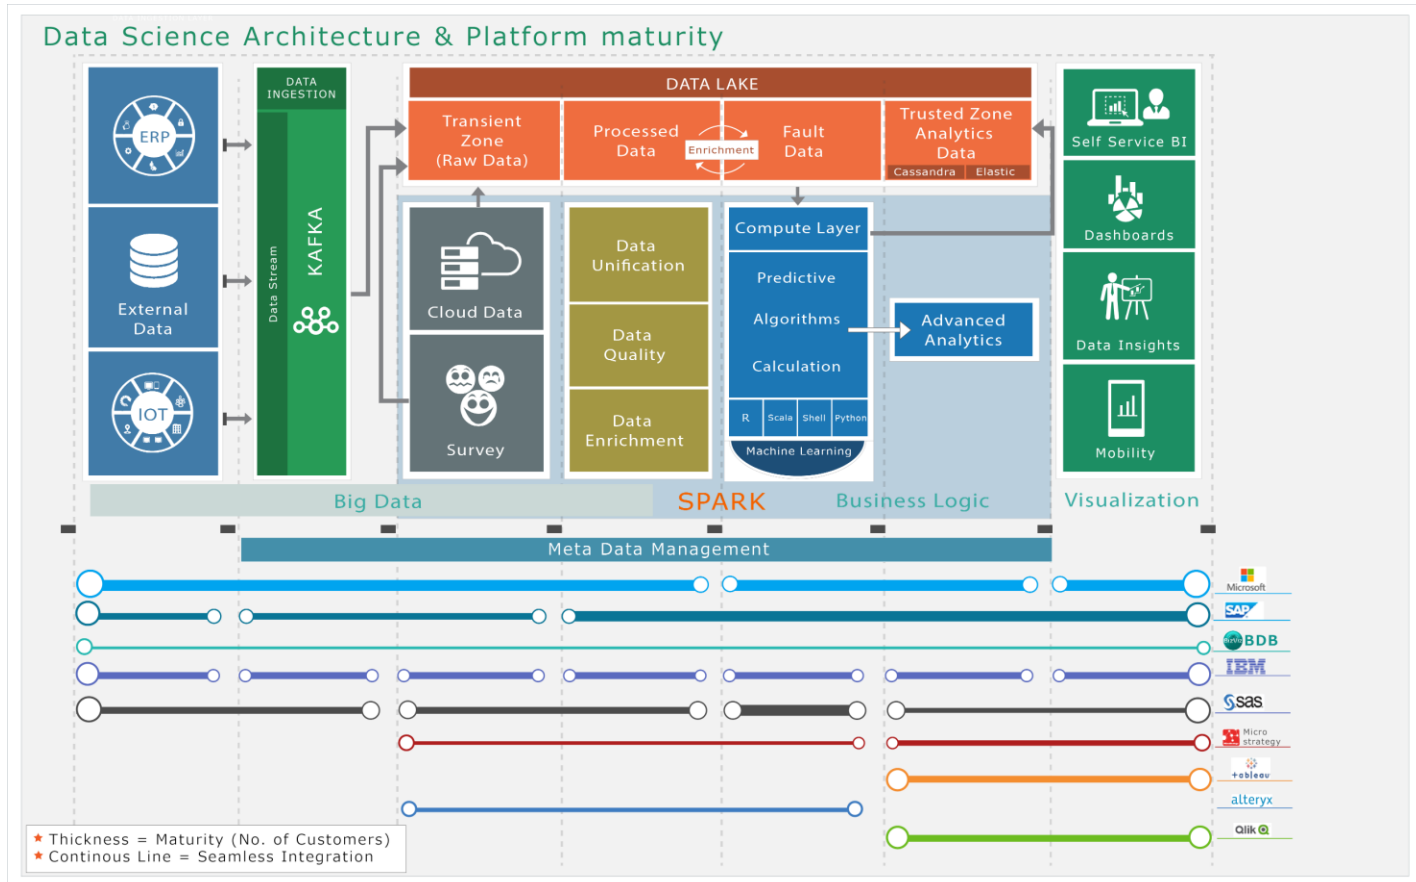 Data Science Architecture & Platform maturity
ERP
External
Data
IOT
DATA
INGESTION
Data Stream
KAFKA
DATA LAKE
Transient
Zone
(Raw Data)
Processed
Data
Enrichment
Fault
Data
Trusted Zone
Analytics
Data
Cassandra
Elastic
Cloud Data
Survey
Data
Unification
Data
Quality
Data
Enrichment
Compute Layer
Predictive
Algorithms
Calculation
R
Scala
Shell
Python
Machine Learning
Advanced
Analytics
Self Service BI
Dashboards
Data Insights
Mobility
Big Data
SPARK
Business Logic
Visualization
Meta Data Management
Microsoft
SAP
BDB
IBM
sas
Micro
strategy
+ableau
alteryx
Qlik
Thickness = Maturity (No. of Customers)
Continous Line = Seamless Integration